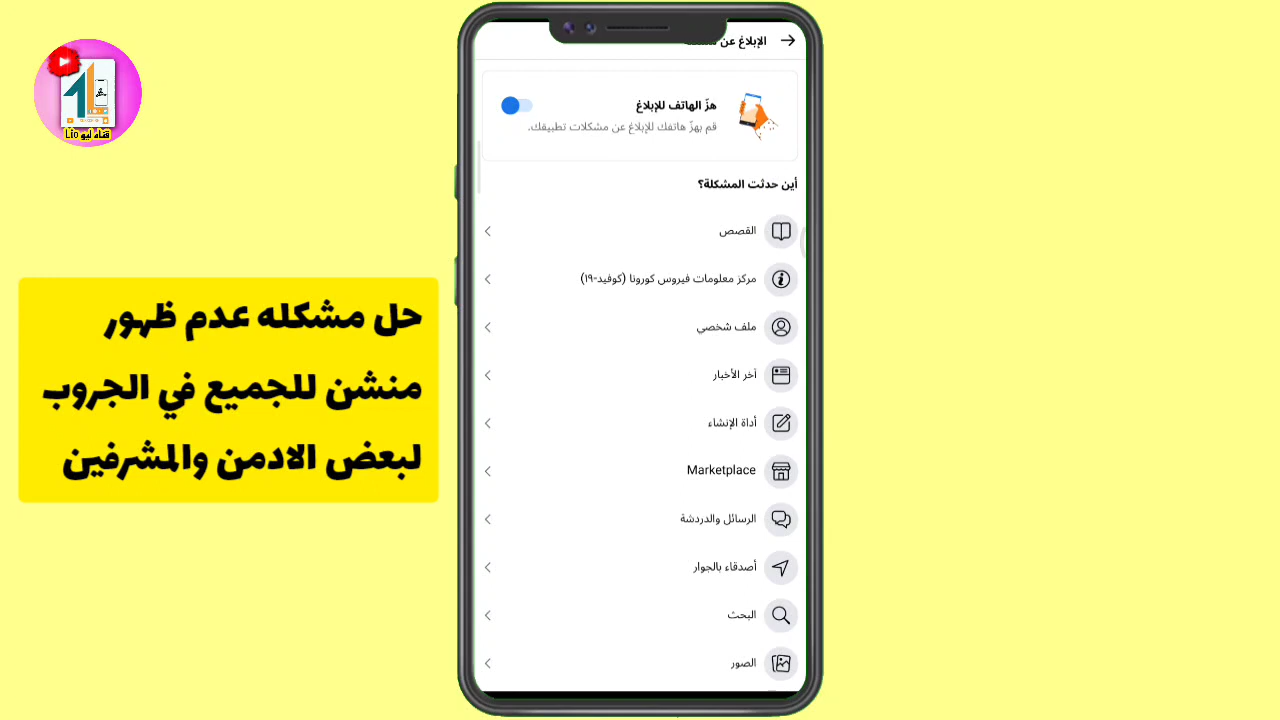 الإبلاغ عن
هزّ الهاتف للإبلاغ
قم بهزّ هاتفك للإبلاغ عن مشكلات تطبيقك.
أين حدثت المشكلة؟
القصص
مركز معلومات فيروس كورونا (كوفيد-١٩)
ملف شخصي
آخر الأخبار
أداة الإنشاء
Marketplace
الرسائل والدردشة
أصدقاء بالجوار
البحث
الصور
حل مشكله عدم ظهور
منشن للجميع في الجروب
لبعض الادمن والمشرفين
قناه ليو Lio